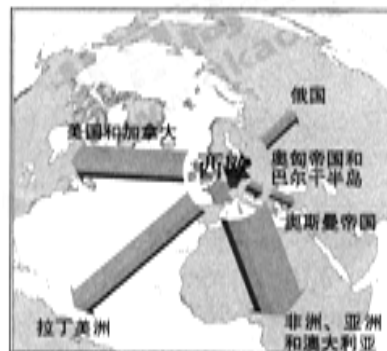 俄国
美国和加拿大
西欧
奥匈帝国和
巴尔干半岛
奥斯曼帝国
拉丁美洲
非洲、亚洲
和澳大利亚